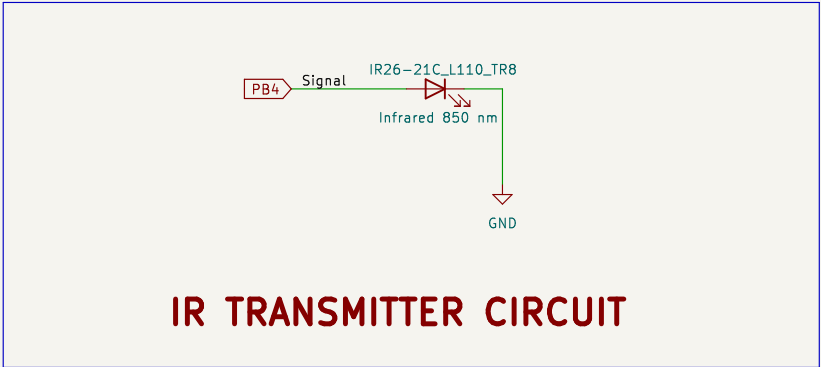 IR26-21C_L110_TR8
PB4
Signal
Infrared 850 nm
GND
IR TRANSMITTER CIRCUIT